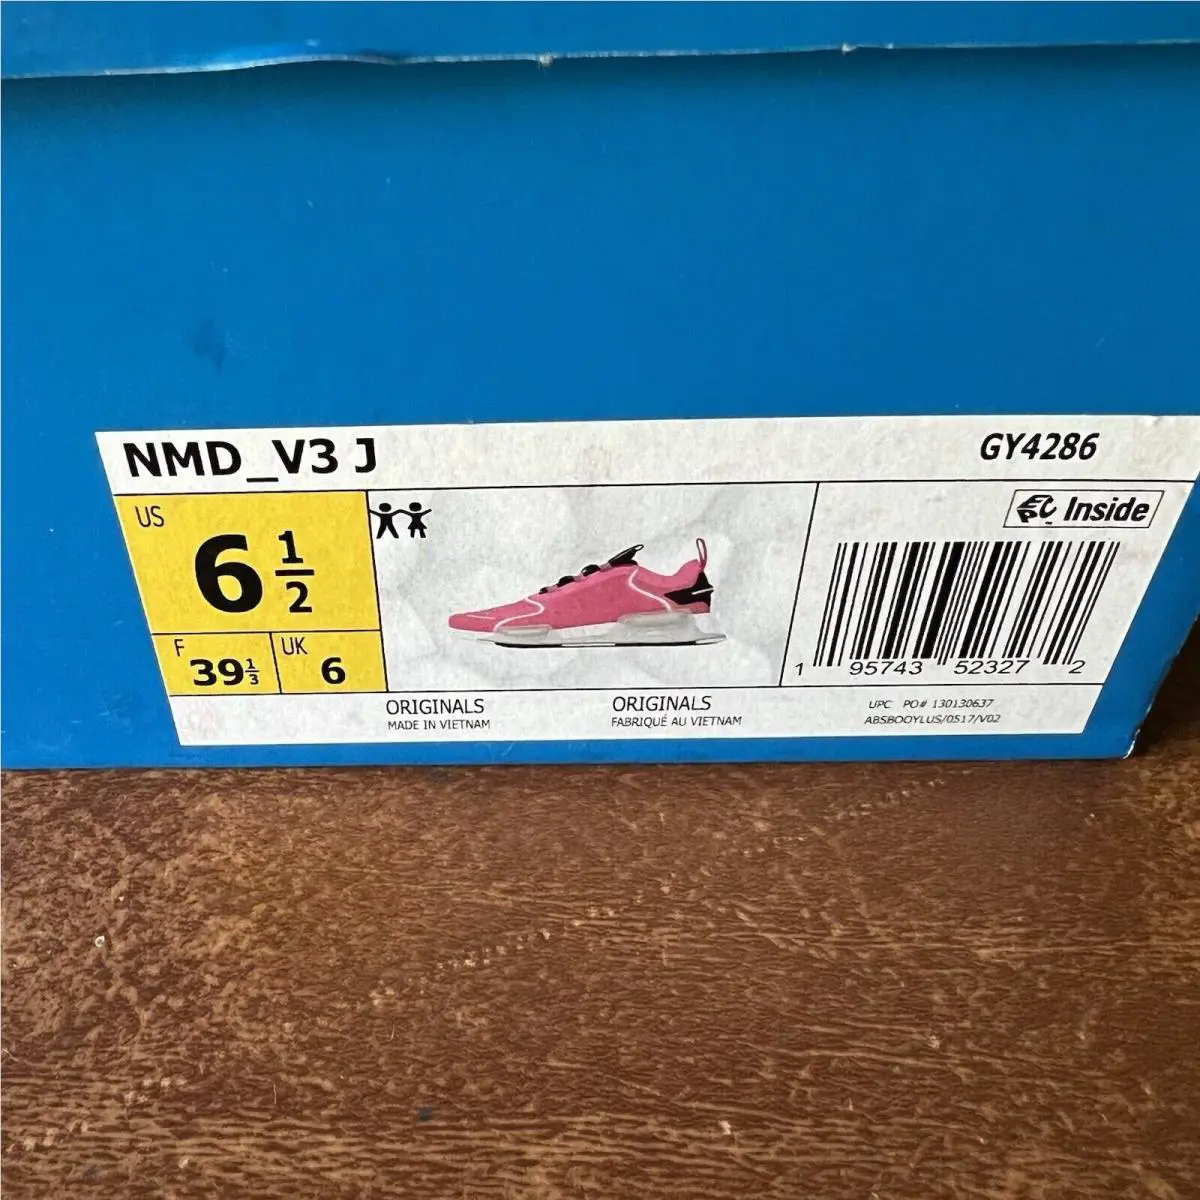 NMD_V3 J
GY4286
US
6 1/2
F
39 1/3
UK
6
EPC Inside
1 95743 52327 2
ORIGINALS
MADE IN VIETNAM
ORIGINALS
FABRIQUÉ AU VIETNAM
UPC PO# 130130637
ABSBOOYLUS/0517/V02